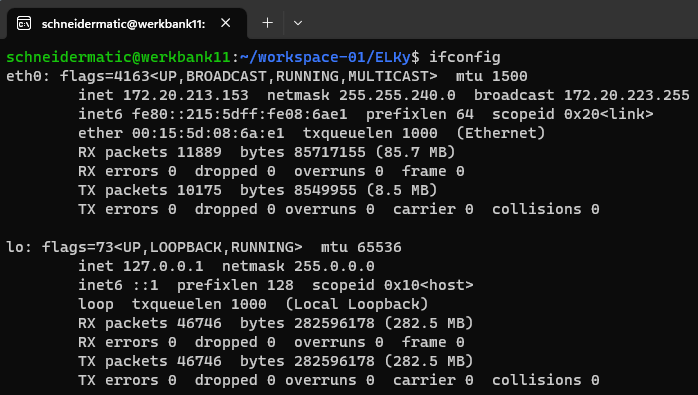 schneidermatic@werkbank11:
schneidermatic@werkbank11:~/workspace-01/ELKy$ ifconfig
eth0: flags=4163<UP,BROADCAST,RUNNING,MULTICAST>  mtu 1500
        inet 172.20.213.153  netmask 255.255.240.0  broadcast 172.20.223.255
        inet6 fe80::215:5dff:fe08:6ae1  prefixlen 64  scopeid 0x20<link>
        ether 00:15:5d:08:6a:e1  txqueuelen 1000  (Ethernet)
        RX packets 11889  bytes 85717155 (85.7 MB)
        RX errors 0  dropped 0  overruns 0  frame 0
        TX packets 10175  bytes 8549955 (8.5 MB)
        TX errors 0  dropped 0 overruns 0  carrier 0  collisions 0

lo: flags=73<UP,LOOPBACK,RUNNING>  mtu 65536
        inet 127.0.0.1  netmask 255.0.0.0
        inet6 ::1  prefixlen 128  scopeid 0x10<host>
        loop  txqueuelen 1000  (Local Loopback)
        RX packets 46746  bytes 282596178 (282.5 MB)
        RX errors 0  dropped 0  overruns 0  frame 0
        TX packets 46746  bytes 282596178 (282.5 MB)
        TX errors 0  dropped 0 overruns 0  carrier 0  collisions 0